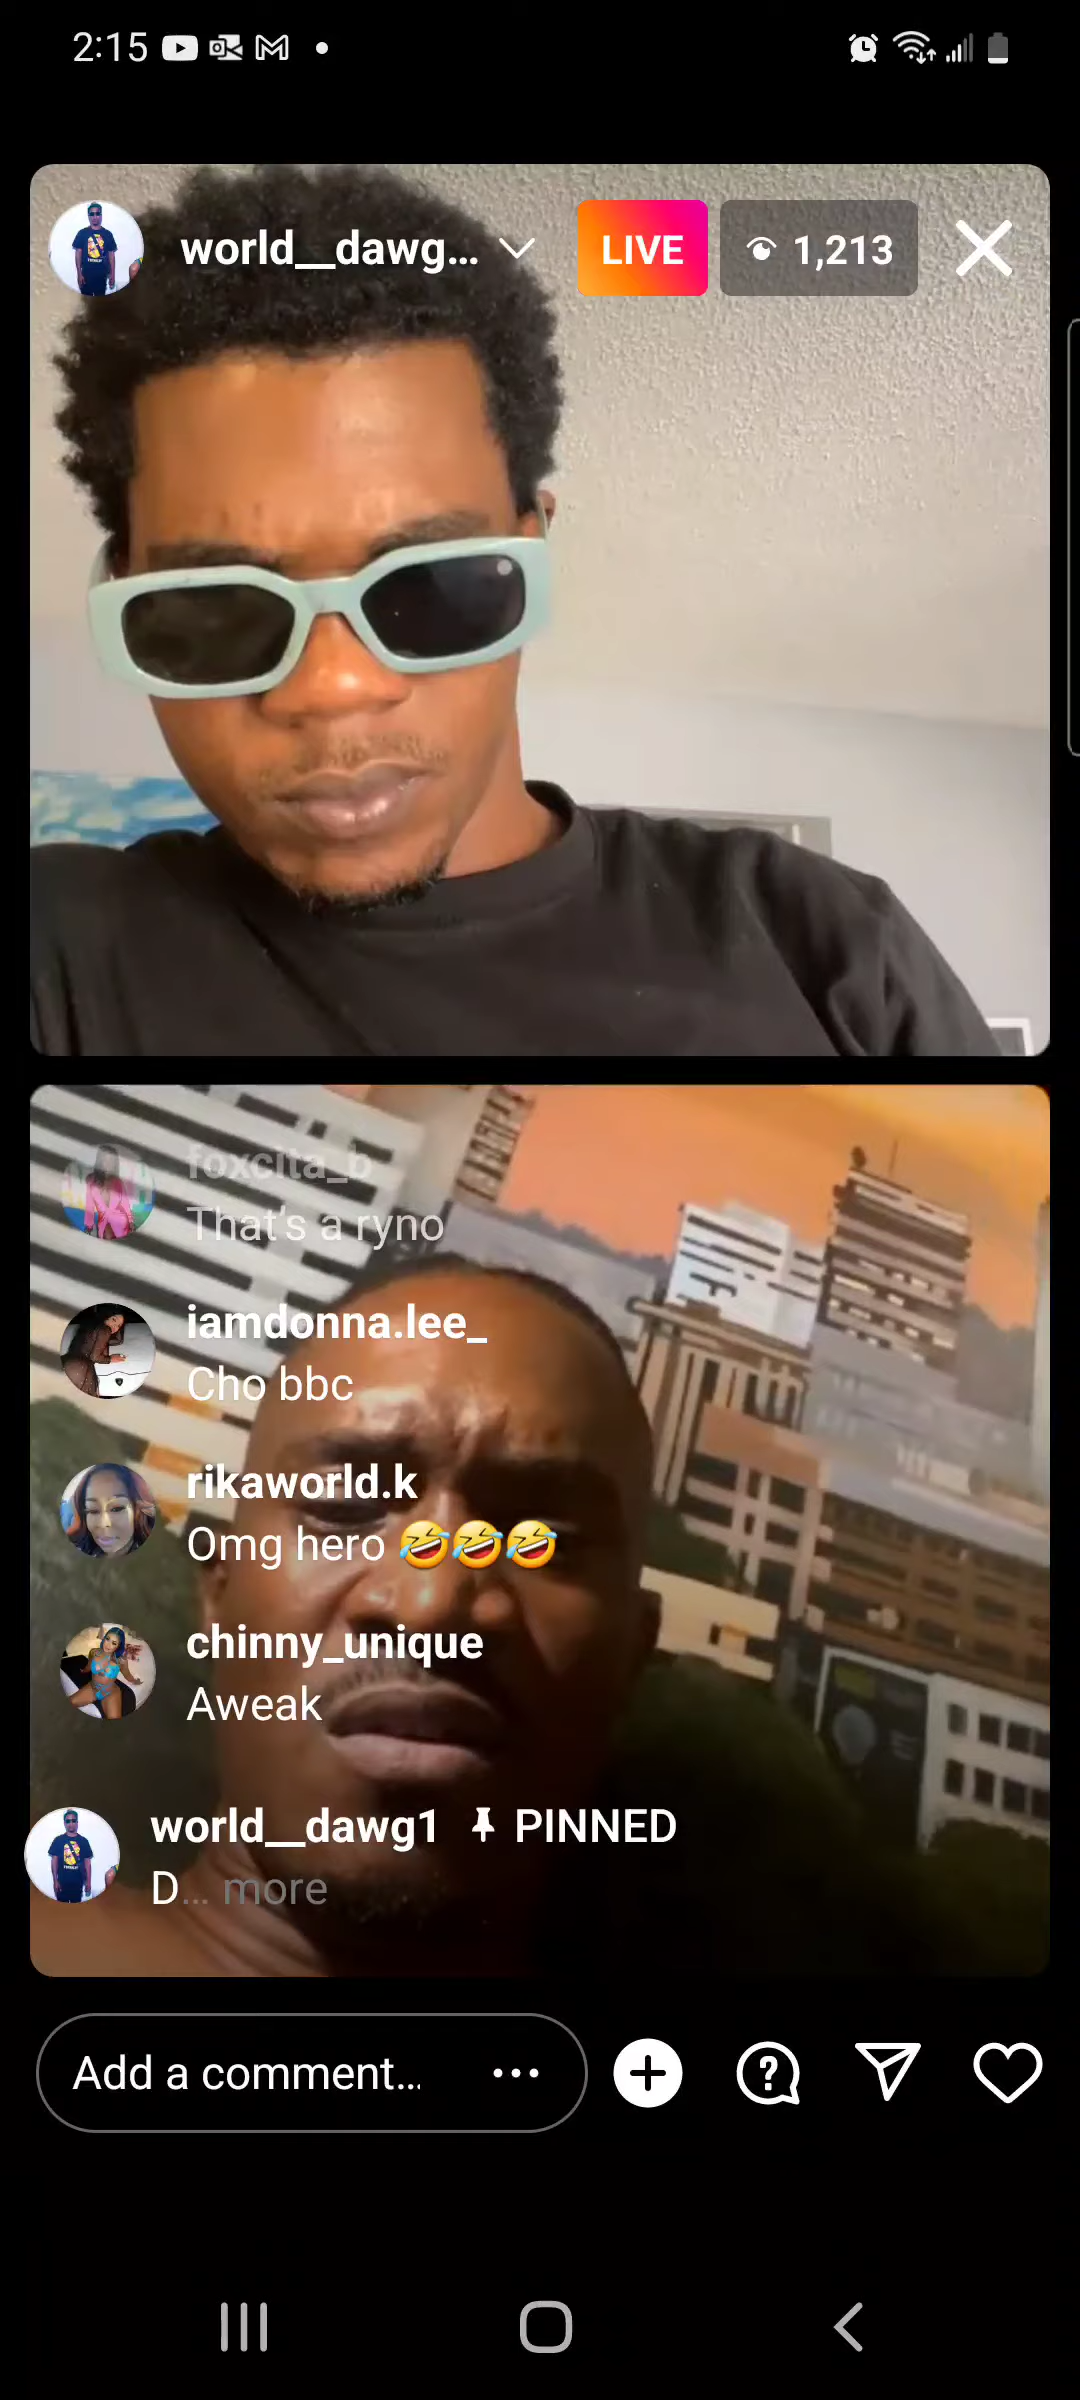 2:15
world__dawg... LIVE 1,213
foxcita_b
That's a ryno
iamdonna.lee_
Cho bbc
rikaworld.k
Omg hero 🤣🤣🤣
chinny_unique
Aweak
world__dawg1 PINNED
D... more
Add a comment...